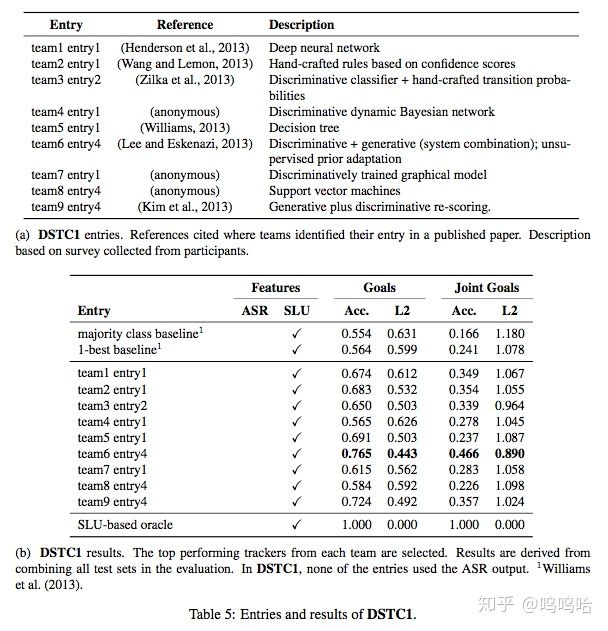 Entry Reference Description
team1 entry1 (Henderson et al., 2013) Deep neural network
team2 entry1 (Wang and Lemon, 2013) Hand-crafted rules based on confidence scores
team3 entry2 (Zilka et al., 2013) Discriminative classifier + hand-crafted transition proba-
bilities
team4 entry1 (anonymous) Discriminative dynamic Bayesian network
team5 entry1 (Williams, 2013) Decision tree
team6 entry4 (Lee and Eskenazi, 2013) Discriminative + generative (system combination); unsu-
pervised prior adaptation
team7 entry1 (anonymous) Discriminatively trained graphical model
team8 entry4 (anonymous) Support vector machines
team9 entry4 (Kim et al., 2013) Generative plus discriminative re-scoring.
(a) DSTC1 entries. References cited where teams identified their entry in a published paper. Description
based on survey collected from participants.
Features Goals Joint Goals
Entry ASR SLU Acc. L2 Acc. L2
majority class baseline¹ ✓ 0.554 0.631 0.166 1.180
1-best baseline¹ ✓ 0.564 0.599 0.241 1.078
team1 entry1 ✓ 0.674 0.612 0.349 1.067
team2 entry1 ✓ 0.683 0.532 0.354 1.055
team3 entry2 ✓ 0.650 0.503 0.339 0.964
team4 entry1 ✓ 0.565 0.626 0.278 1.045
team5 entry1 ✓ 0.691 0.503 0.237 1.087
team6 entry4 ✓ 0.765 0.443 0.466 0.890
team7 entry1 ✓ 0.615 0.562 0.283 1.058
team8 entry4 ✓ 0.584 0.592 0.226 1.098
team9 entry4 ✓ 0.724 0.492 0.357 1.024
SLU-based oracle ✓ 1.000 0.000 1.000 0.000
(b) DSTC1 results. The top performing trackers from each team are selected. Results are derived from
combining all test sets in the evaluation. In DSTC1, none of the entries used the ASR output. ¹Williams
et al. (2013).
Table 5: Entries and results of DSTC1.
知乎 @呜呜哈